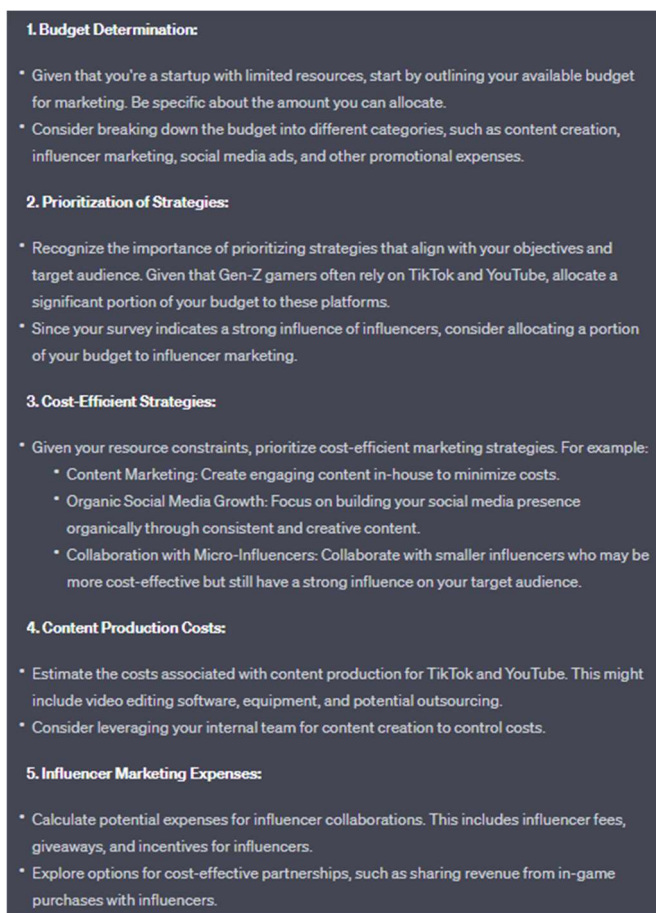 1. Budget Determination:
• Given that you're a startup with limited resources, start by outlining your available budget
for marketing. Be specific about the amount you can allocate.
• Consider breaking down the budget into different categories, such as content creation,
influencer marketing, social media ads, and other promotional expenses.
2. Prioritization of Strategies:
• Recognize the importance of prioritizing strategies that align with your objectives and
target audience. Given that Gen-Z gamers often rely on TikTok and YouTube, allocate a
significant portion of your budget to these platforms.
• Since your survey indicates a strong influence of influencers, consider allocating a portion
of your budget to influencer marketing.
3. Cost-Efficient Strategies:
• Given your resource constraints, prioritize cost-efficient marketing strategies. For example:
• Content Marketing: Create engaging content in-house to minimize costs.
• Organic Social Media Growth: Focus on building your social media presence
organically through consistent and creative content.
• Collaboration with Micro-Influencers: Collaborate with smaller influencers who may be
more cost-effective but still have a strong influence on your target audience.
4. Content Production Costs:
• Estimate the costs associated with content production for TikTok and YouTube. This might
include video editing software, equipment, and potential outsourcing.
• Consider leveraging your internal team for content creation to control costs.
5. Influencer Marketing Expenses:
• Calculate potential expenses for influencer collaborations. This includes influencer fees,
giveaways, and incentives for influencers.
• Explore options for cost-effective partnerships, such as sharing revenue from in-game
purchases with influencers.